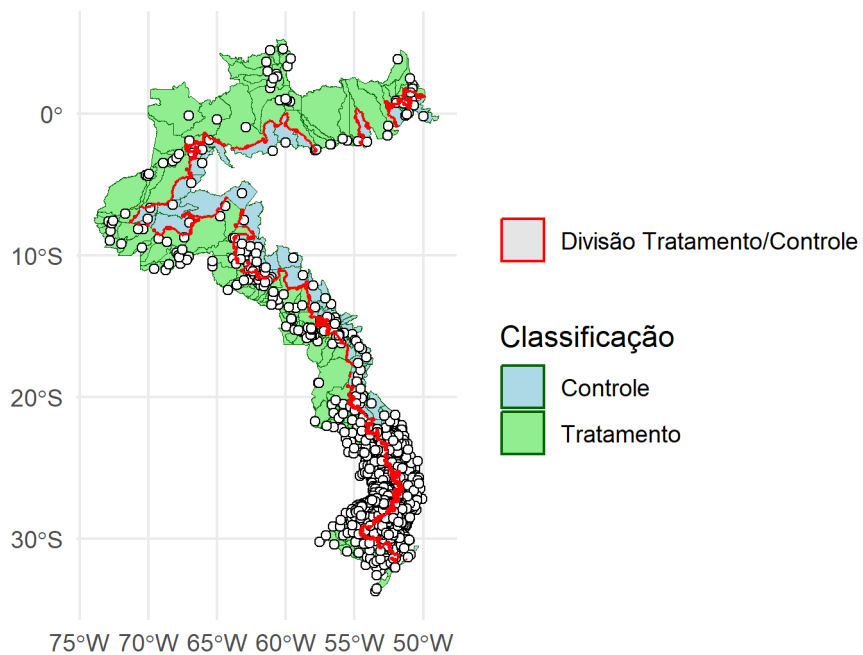 0°
10°S
20°S
30°S
75°W 70°W 65°W 60°W 55°W 50°W
Divisão Tratamento/Controle
Classificação
Controle
Tratamento